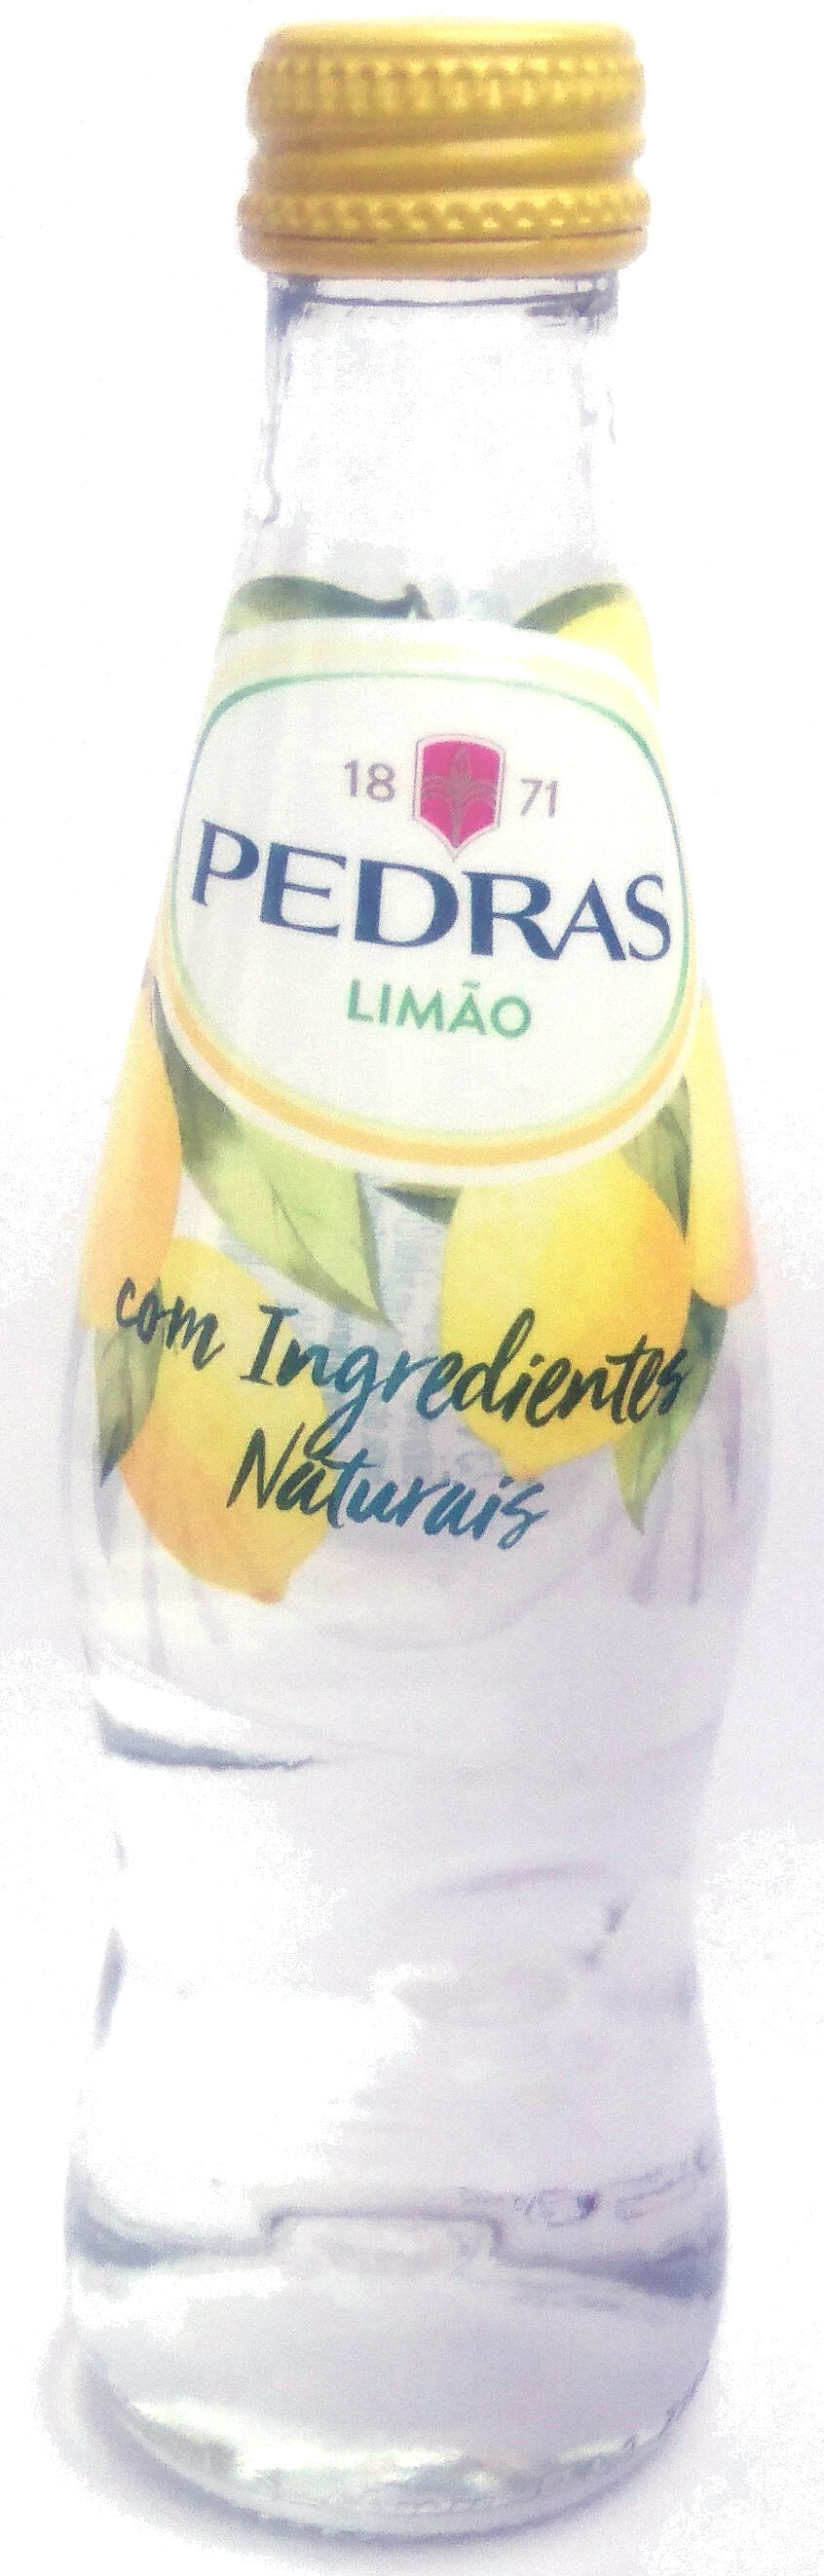 18 71
PEDRAS
LIMÃO
com Ingredientes
Naturais